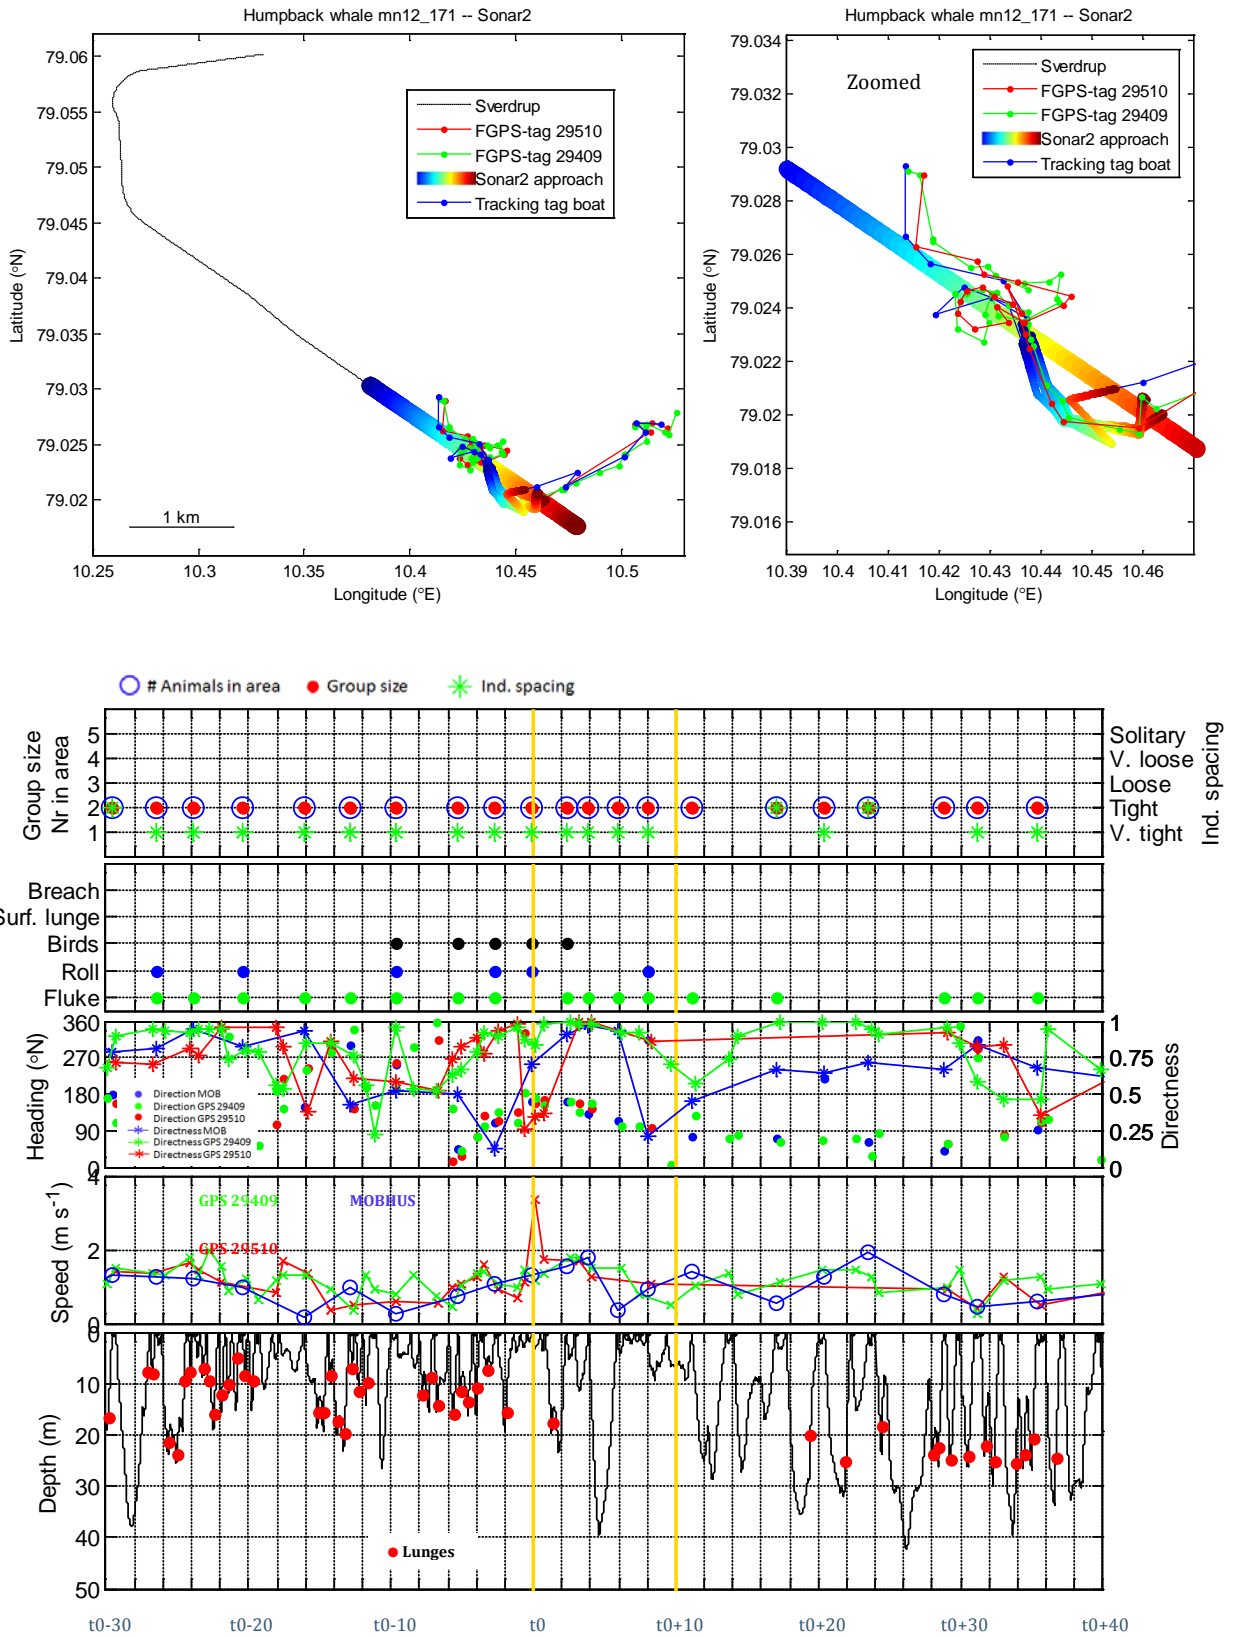 Humpback whale mn12_171 -- Sonar2
Latitude (°N)
79.06
79.055
79.05
79.045
79.04
79.035
79.03
79.025
79.02
Sverdrup
FGPS-tag 29510
FGPS-tag 29409
Sonar2 approach
Tracking tag boat
1 km
10.25
10.3
10.35
10.4
10.45
10.5
Longitude (°E)
Humpback whale mn12_171 -- Sonar2
Latitude (°N)
79.034
79.032
79.03
79.028
79.026
79.024
79.022
79.02
79.018
79.016
Zoomed
Sverdrup
FGPS-tag 29510
FGPS-tag 29409
Sonar2 approach
Tracking tag boat
10.39
10.4
10.41
10.42
10.43
10.44
10.45
10.46
Longitude (°E)
# Animals in area
Group size
Ind. spacing
Group size
Nr in area
5
4
3
2
1
Solitary
V. loose
Loose
Tight
V. tight
Ind. spacing
Breach
Surf. lunge
Birds
Roll
Fluke
Heading (°N)
360
270
180
90
0
Direction MOB
Direction GPS 29409
Direction GPS 29510
Directness MOB
Directness GPS 29409
Directness GPS 29510
1
0.75
0.5
0.25
0
Directness
Speed (m s-1)
4
2
0
GPS 29409
MOBHUS
GPS 29510
Depth (m)
0
10
20
30
40
50
Lunges
t0-30
t0-20
t0-10
t0
t0+10
t0+20
t0+30
t0+40